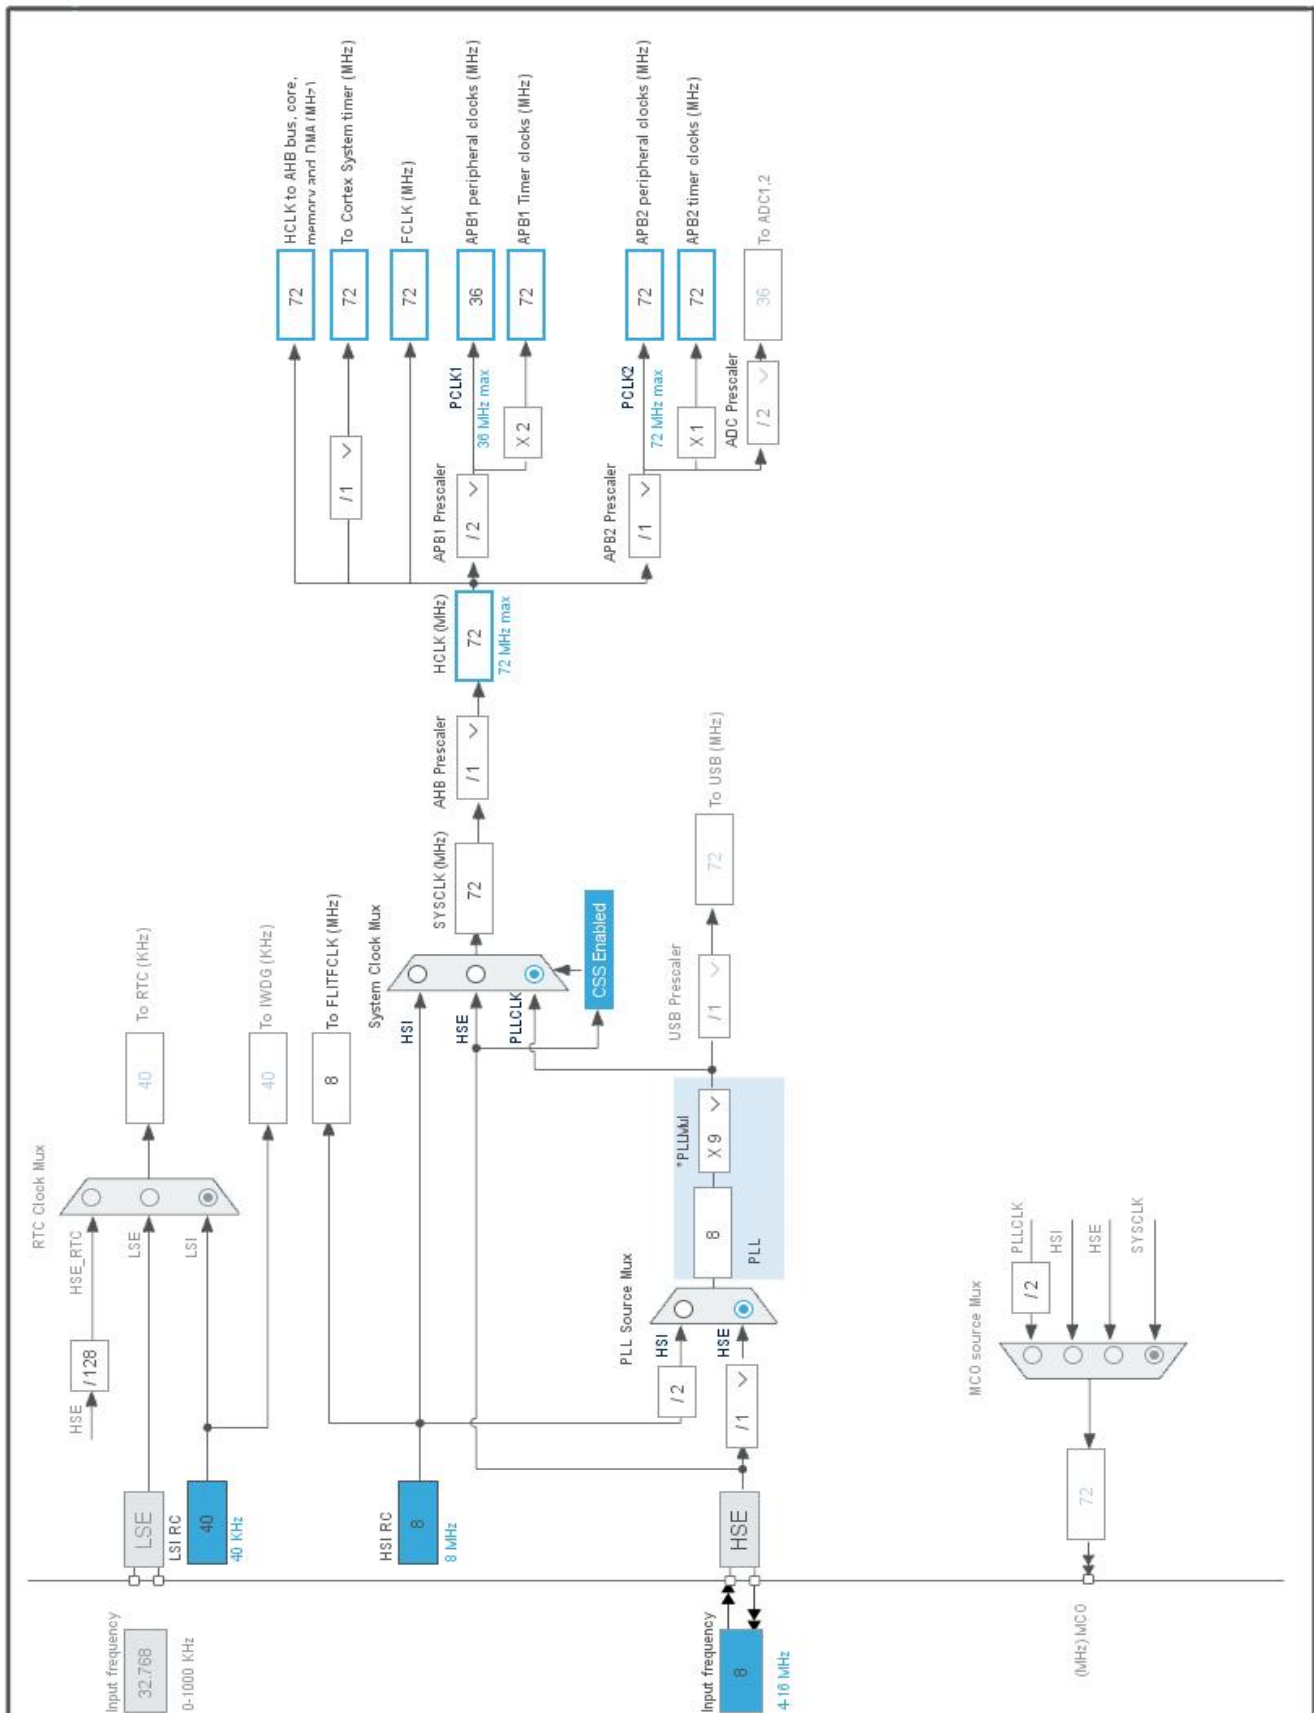 RTC Clock Mux
HSE
/128
HSE_RTC
Input frequency
32.768
0-1000 KHz
LSE
LSE
40
To RTC (KHz)
LSI RC
40
40 KHz
LSI
40
To IWDG (KHz)
8
To FLITFCLK (MHz)
HSI RC
8
8 MHz
System Clock Mux
HSI
HSE
PLLCLK
CSS Enabled
SYSCLK (MHz)
72
AHB Prescaler
/1
HCLK (MHz)
72
72 MHz max
72
HCLK to AHB bus, core,
memory and DMA (MHz)
/1
72
To Cortex System timer (MHz)
72
FCLK (MHz)
APB1 Prescaler
/2
PCLK1
36 MHz max
36
APB1 peripheral clocks (MHz)
X 2
72
APB1 Timer clocks (MHz)
APB2 Prescaler
/1
PCLK2
72 MHz max
72
APB2 peripheral clocks (MHz)
X 1
72
APB2 timer clocks (MHz)
ADC Prescaler
/2
36
To ADC1,2
PLL Source Mux
/2
HSI
Input frequency
8
4-16 MHz
HSE
/1
HSE
8
*PLLMul
X 9
PLL
USB Prescaler
/1
72
To USB (MHz)
MCO source Mux
/2
PLLCLK
HSI
HSE
SYSCLK
(MHz) MCO
72